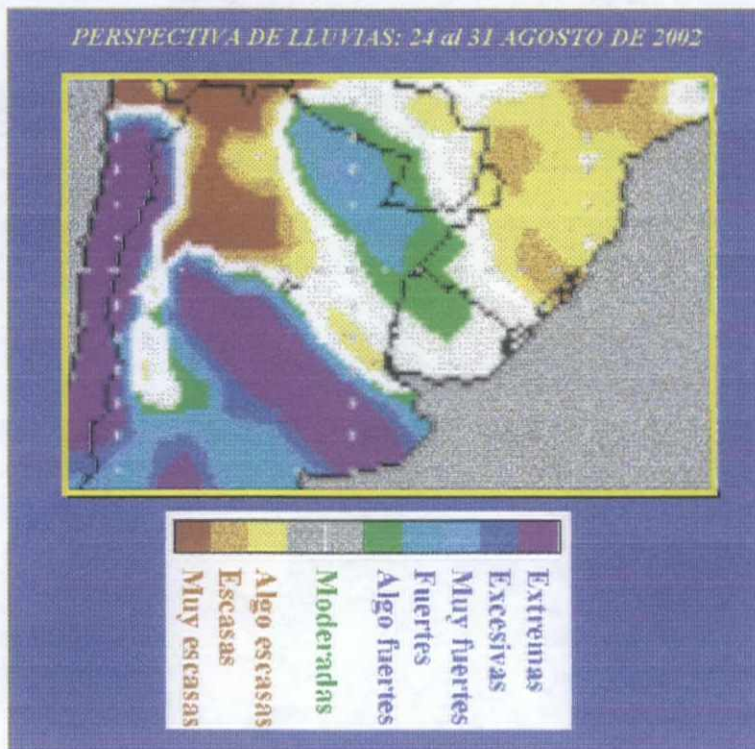 PERSPECTIVA DE LLUVIAS: 24 al 31 AGOSTO DE 2002
Muy escasas
Escasas
Algo escasas
Moderadas
Algo fuertes
Fuertes
Muy fuertes
Excesivas
Extremas